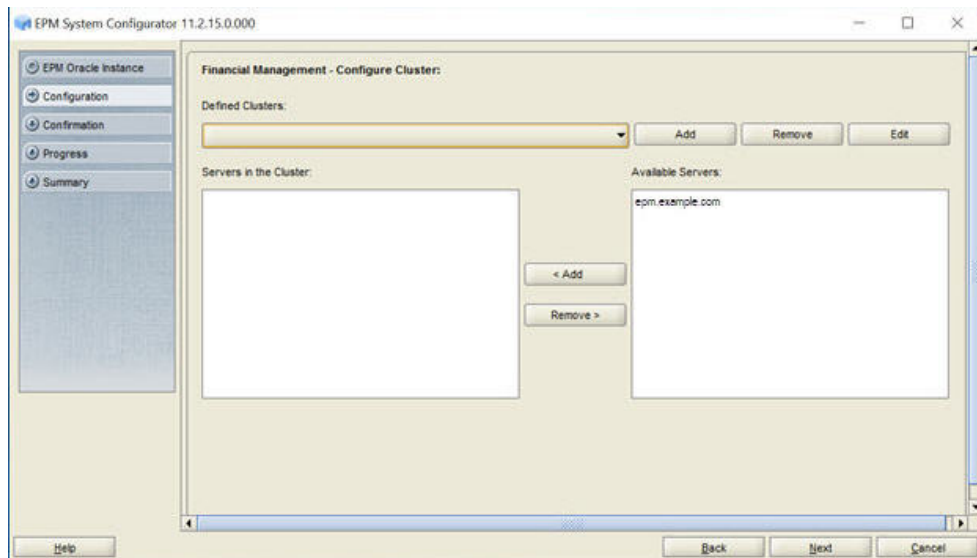 EPM System Configurator 11.2.15.0.000
EPM Oracle Instance
Configuration
Confirmation
Progress
Summary
Financial Management - Configure Cluster:
Defined Clusters:
Add Remove Edit
Servers in the Cluster: Available Servers:
epm.example.com
< Add
Remove >
Help Back Next Cancel